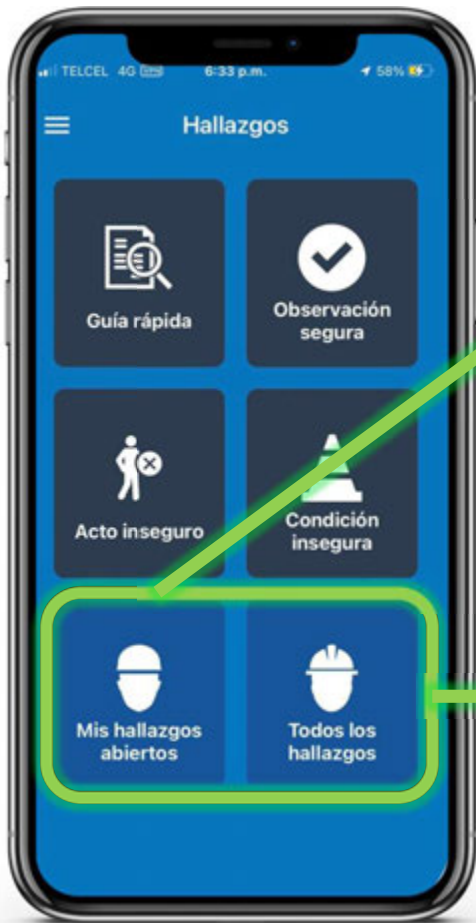 TELCEL 4G 6:33 p.m. 58%
Hallazgos
Guía rápida
Observación
segura
Acto inseguro
Condición
insegura
Mis hallazgos
abiertos
Todos los
hallazgos